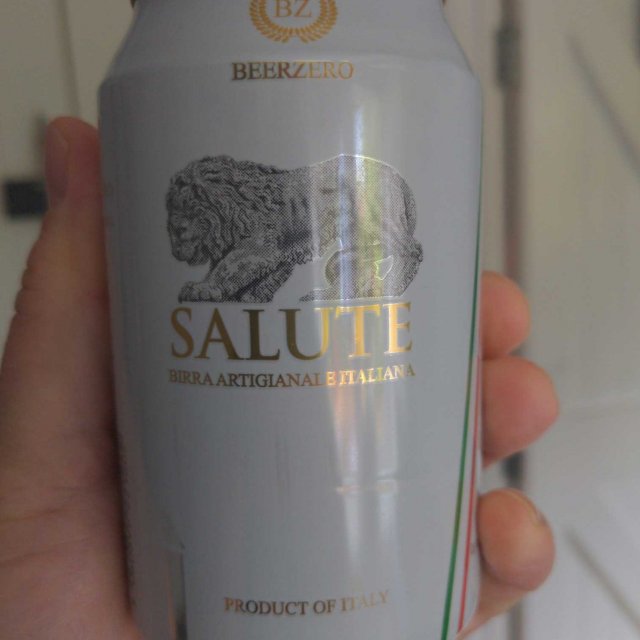 BZ
BEERZERO
SALUTE
BIRRA ARTIGIANALE ITALIANA
PRODUCT OF ITALY